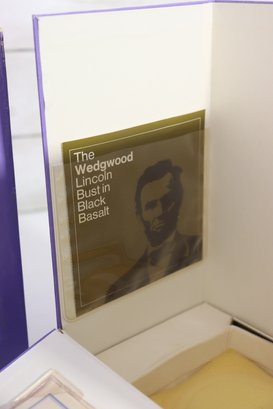 The
Wedgwood
Lincoln
Bust in
Black
Basalt